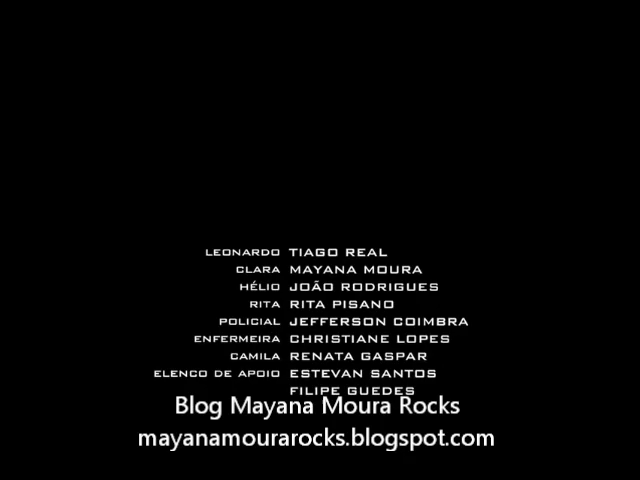 LEONARDO TIAGO REAL
CLARA MAYANA MOURA
HÉLIO JOÃO RODRIGUES
RITA RITA PISANO
POLICIAL JEFFERSON COIMBRA
ENFERMEIRA CHRISTIANE LOPES
CAMILA RENATA GASPAR
ELENCO DE APOIO ESTEVAN SANTOS
FILIPE GUEDES
Blog Mayana Moura Rocks
mayanamourarocks.blogspot.com